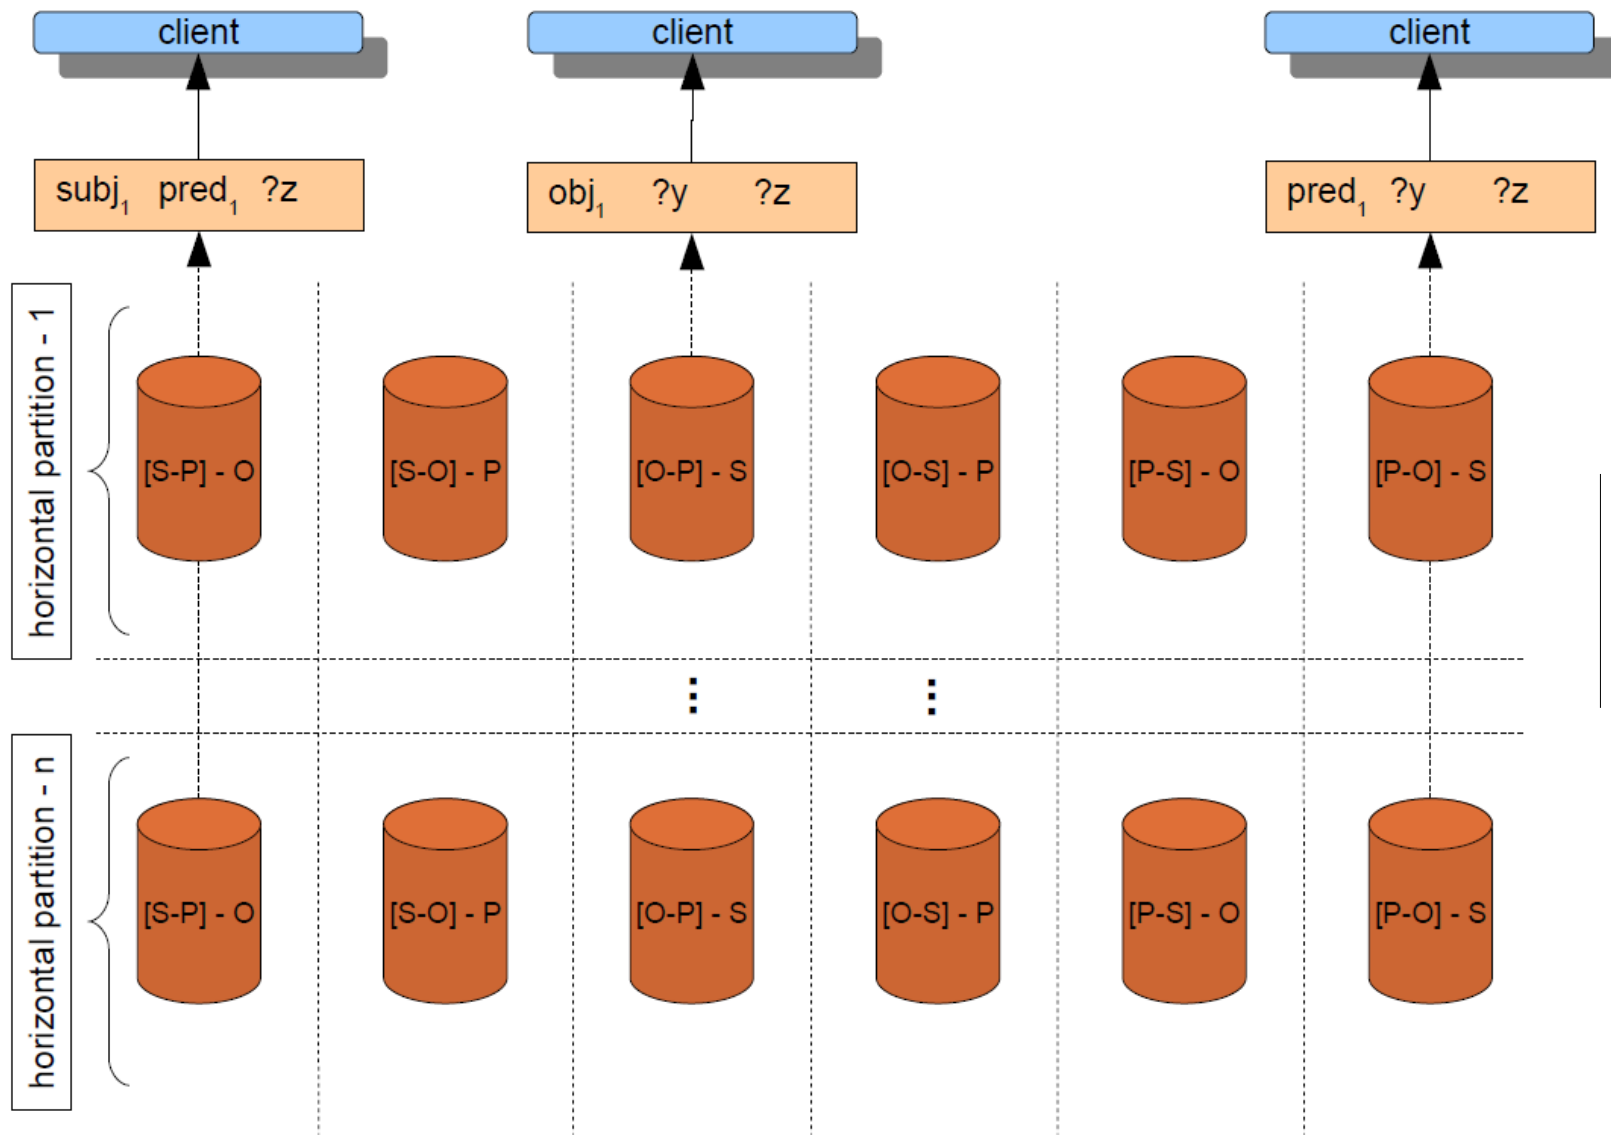 client
client
client
subj1 pred1 ?z
obj1 ?y ?z
pred1 ?y ?z
horizontal partition - 1
[S-P] - O
[S-O] - P
[O-P] - S
[O-S] - P
[P-S] - O
[P-O] - S
...
...
horizontal partition - n
[S-P] - O
[S-O] - P
[O-P] - S
[O-S] - P
[P-S] - O
[P-O] - S